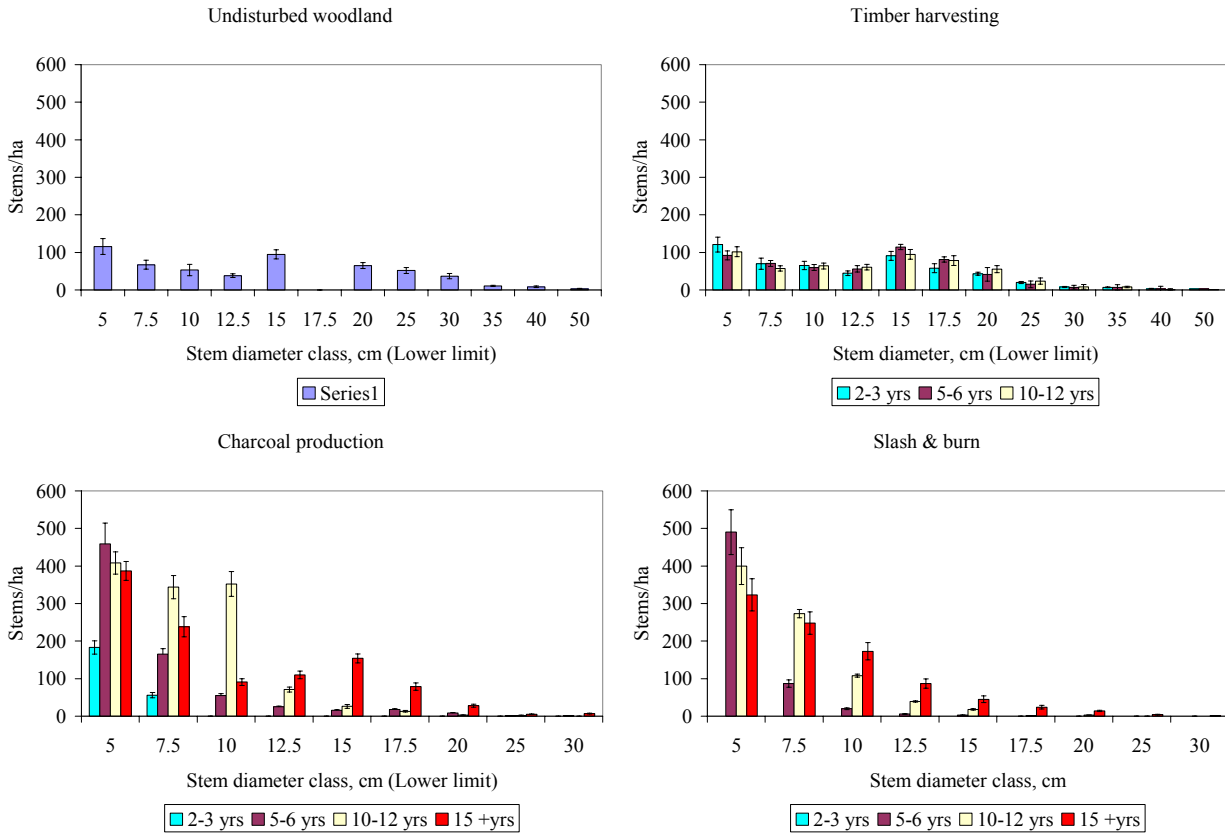 Undisturbed woodland
600
500
400
300
200
100
0
Stems/ha
5 7.5 10 12.5 15 17.5 20 25 30 35 40 50
Stem diameter class, cm (Lower limit)
Series1
Timber harvesting
600
500
400
300
200
100
0
Stems/ha
5 7.5 10 12.5 15 17.5 20 25 30 35 40 50
Stem diameter, cm (Lower limit)
2-3 yrs 5-6 yrs 10-12 yrs
Charcoal production
600
500
400
300
200
100
0
Stems/ha
5 7.5 10 12.5 15 17.5 20 25 30
Stem diameter class, cm (Lower limit)
2-3 yrs 5-6 yrs 10-12 yrs 15 +yrs
Slash & burn
600
500
400
300
200
100
0
Stems/ha
5 7.5 10 12.5 15 17.5 20 25 30
Stem diameter class, cm
2-3 yrs 5-6 yrs 10-12 yrs 15 +yrs